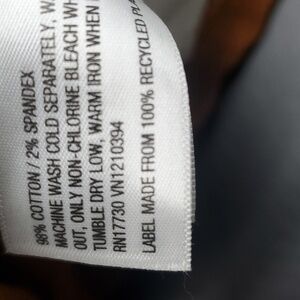 98% COTTON / 2% SPANDEX
MACHINE WASH COLD SEPARATELY, W
OUT, ONLY NON-CHLORINE BLEACH WH
TUMBLE DRY LOW, WARM IRON WHEN
RN17730 VN1210394
LABEL MADE FROM 100% RECYCLED